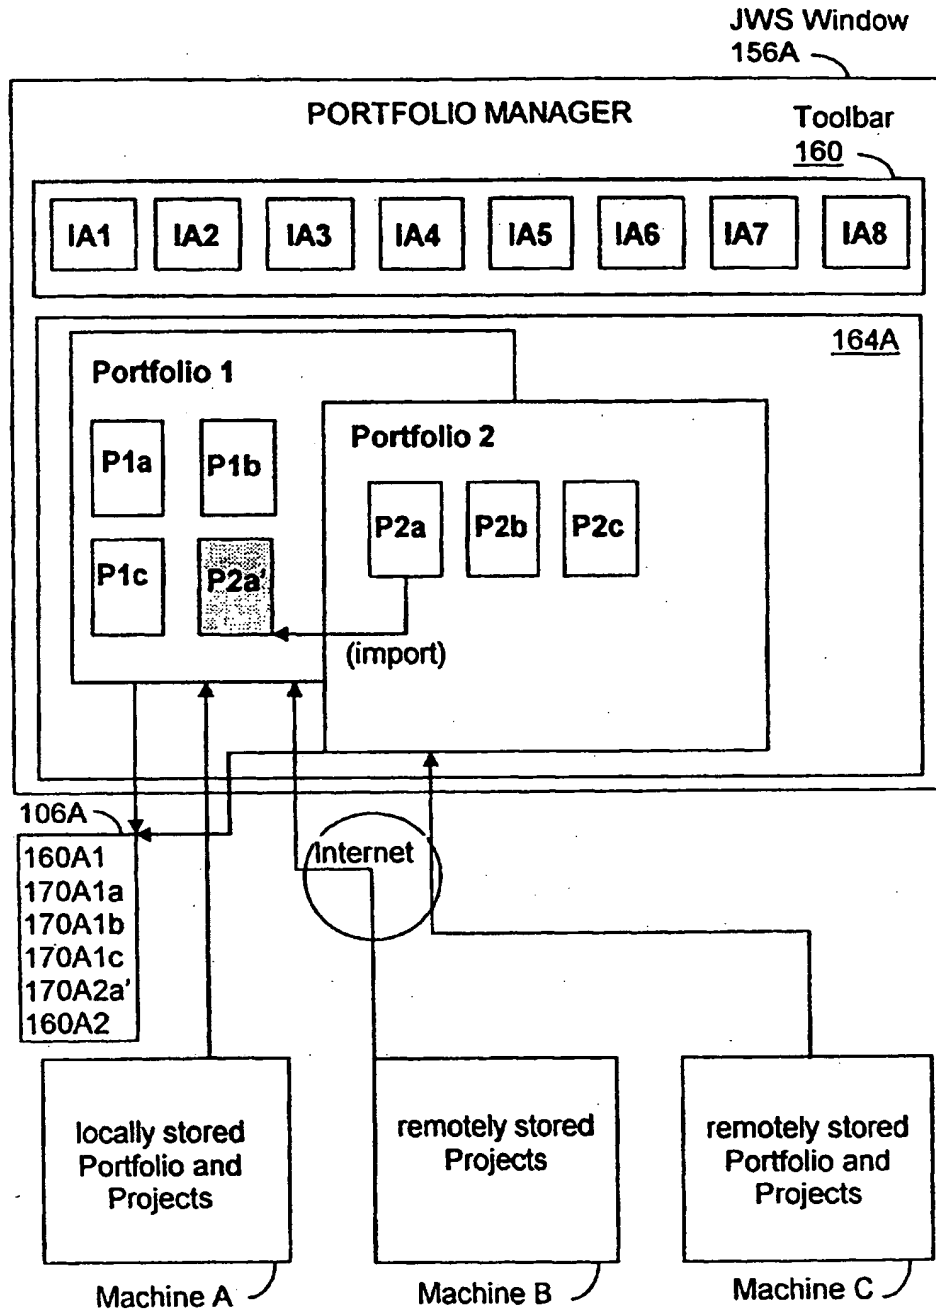 JWS Window
156A
PORTFOLIO MANAGER
Toolbar
160
IA1 IA2 IA3 IA4 IA5 IA6 IA7 IA8
164A
Portfolio 1
P1a P1b
P1c P2a'
Portfolio 2
P2a P2b P2c
(import)
106A
160A1
170A1a
170A1b
170A1c
170A2a'
160A2
Internet
locally stored
Portfolio and
Projects
Machine A
remotely stored
Projects
Machine B
remotely stored
Portfolio and
Projects
Machine C